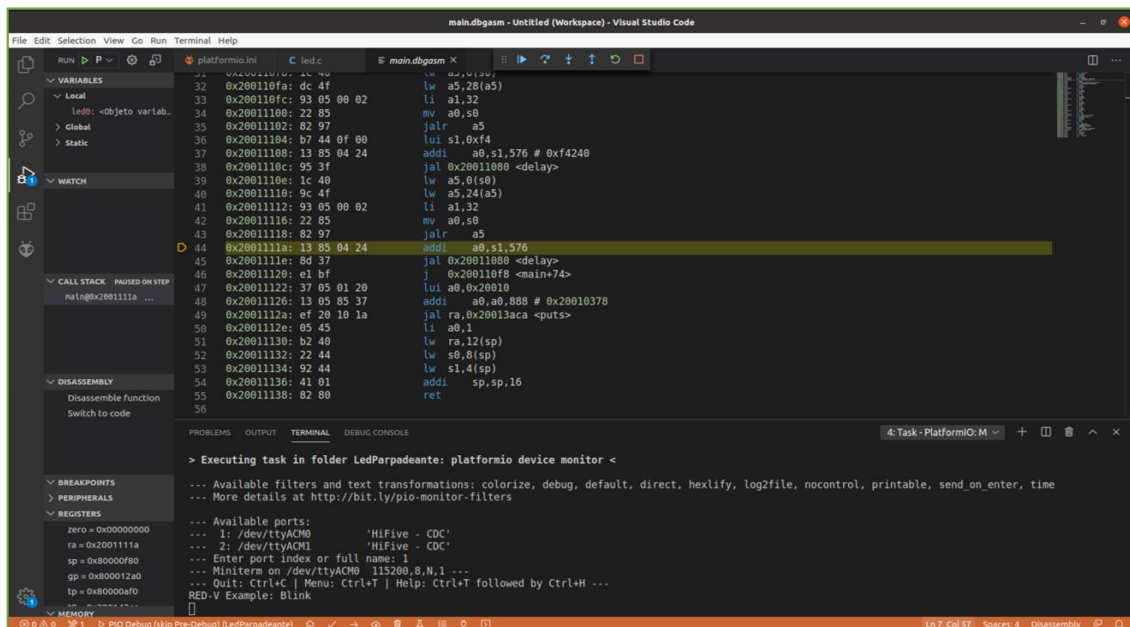 main.dbgasm - Untitled (Workspace) - Visual Studio Code
File Edit Selection View Go Run Terminal Help
RUN P
platformio.ini
C led.c
main.dbgasm
VARIABLES
Local
led0: <Objeto variab…
Global
Static
WATCH
CALL STACK PAUSED ON STEP
main@0x2001111a ...
DISASSEMBLY
Disassemble function
Switch to code
BREAKPOINTS
PERIPHERALS
REGISTERS
zero = 0x00000000
ra = 0x2001111a
sp = 0x80000f80
gp = 0x800012a0
tp = 0x80000af0
MEMORY
32 0x200110fa: dc 4f lw a5,28(a5)
33 0x200110fc: 93 05 00 02 li a1,32
34 0x20011100: 22 85 mv a0,s0
35 0x20011102: 82 97 jalr a5
36 0x20011104: b7 44 0f 00 lui s1,0xf4
37 0x20011108: 13 85 04 24 addi a0,s1,576 # 0xf4240
38 0x2001110c: 95 3f jal 0x20011080 <delay>
39 0x2001110e: 1c 40 lw a5,0(s0)
40 0x20011110: 9c 4f lw a5,24(a5)
41 0x20011112: 93 05 00 02 li a1,32
42 0x20011116: 22 85 mv a0,s0
43 0x20011118: 82 97 jalr a5
44 0x2001111a: 13 85 04 24 addi a0,s1,576
45 0x2001111e: 8d 37 jal 0x20011080 <delay>
46 0x20011120: e1 bf j 0x200110f8 <main+74>
47 0x20011122: 37 05 01 20 lui a0,0x20010
48 0x20011126: 13 05 85 37 addi a0,a0,888 # 0x20010378
49 0x2001112a: ef 20 10 1a jal ra,0x20013aca <puts>
50 0x2001112e: 05 45 li a0,1
51 0x20011130: b2 40 lw ra,12(sp)
52 0x20011132: 22 44 lw s0,8(sp)
53 0x20011134: 92 44 lw s1,4(sp)
54 0x20011136: 41 01 addi sp,sp,16
55 0x20011138: 82 80 ret
56
PROBLEMS OUTPUT TERMINAL DEBUG CONSOLE
4: Task - PlatformIO: M
> Executing task in folder LedParpadeante: platformio device monitor <
--- Available filters and text transformations: colorize, debug, default, direct, hexlify, log2file, nocontrol, printable, send_on_enter, time
--- More details at http://bit.ly/pio-monitor-filters
--- Available ports:
--- 1: /dev/ttyACM0 'HiFive - CDC'
--- 2: /dev/ttyACM1 'HiFive - CDC'
--- Enter port index or full name: 1
--- Miniterm on /dev/ttyACM0 115200,8,N,1 ---
--- Quit: Ctrl+C | Menu: Ctrl+T | Help: Ctrl+T followed by Ctrl+H ---
RED-V Example: Blink
0 0 1 PIO Debug (skip Pre-Debug) (LedParpadeante)
Ln 7, Col 57 Spaces: 4 Disassembly